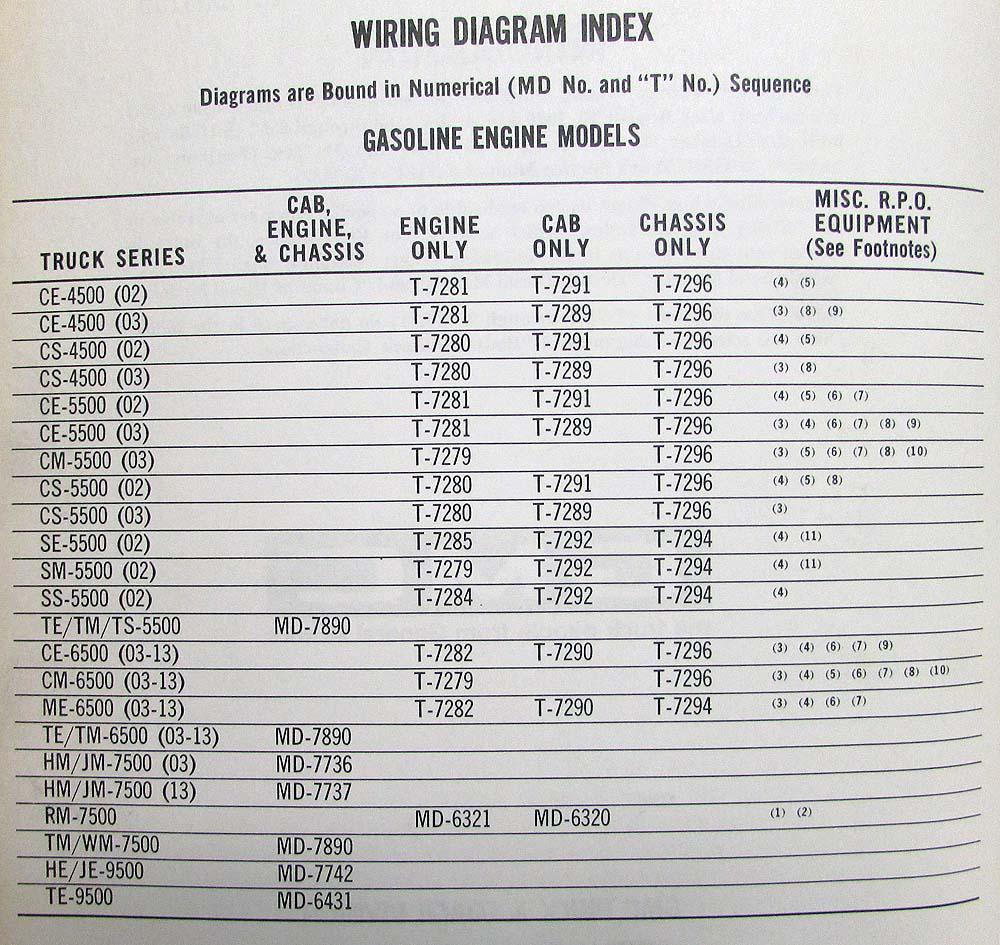 WIRING DIAGRAM INDEX
Diagrams are Bound in Numerical (MD No. and “T” No.) Sequence
GASOLINE ENGINE MODELS
TRUCK SERIES CAB, ENGINE, & CHASSIS ENGINE ONLY CAB ONLY CHASSIS ONLY MISC. R.P.O. EQUIPMENT (See Footnotes)
CE-4500 (02) T-7281 T-7291 T-7296 (4) (5)
CE-4500 (03) T-7281 T-7289 T-7296 (3) (8) (9)
CS-4500 (02) T-7280 T-7291 T-7296 (4) (5)
CS-4500 (03) T-7280 T-7289 T-7296 (3) (8)
CE-5500 (02) T-7281 T-7291 T-7296 (4) (5) (6) (7)
CE-5500 (03) T-7281 T-7289 T-7296 (3) (4) (6) (7) (8) (9)
CM-5500 (03) T-7279 T-7296 (3) (5) (6) (7) (8) (10)
CS-5500 (02) T-7280 T-7291 T-7296 (4) (5) (8)
CS-5500 (03) T-7280 T-7289 T-7296 (3)
SE-5500 (02) T-7285 T-7292 T-7294 (4) (11)
SM-5500 (02) T-7279 T-7292 T-7294 (4) (11)
SS-5500 (02) T-7284 T-7292 T-7294 (4)
TE/TM/TS-5500 MD-7890
CE-6500 (03-13) T-7282 T-7290 T-7296 (3) (4) (6) (7) (9)
CM-6500 (03-13) T-7279 T-7296 (3) (4) (5) (6) (7) (8) (10)
ME-6500 (03-13) T-7282 T-7290 T-7294 (3) (4) (6) (7)
TE/TM-6500 (03-13) MD-7890
HM/JM-7500 (03) MD-7736
HM/JM-7500 (13) MD-7737
RM-7500 MD-6321 MD-6320 (1) (2)
TM/WM-7500 MD-7890
HE/JE-9500 MD-7742
TE-9500 MD-6431